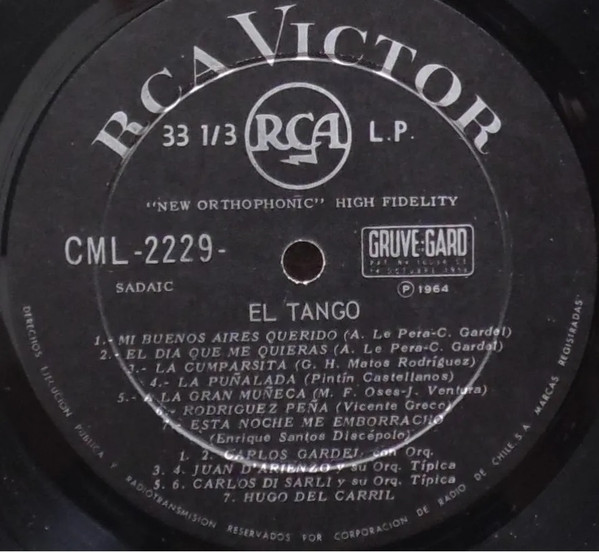 RCA VICTOR
33 1/3 RCA L.P.
"NEW ORTHOPHONIC" HIGH FIDELITY
CML-2229-
GRUVE-GARD
SADAIC
Ⓟ 1964
EL TANGO
1.- MI BUENOS AIRES QUERIDO (A. Le Pera-C. Gardel)
2.- EL DIA QUE ME QUIERAS (A. Le Pera-C. Gardel)
3.- LA CUMPARSITA (G. H. Matos Rodríguez)
4.- LA PUÑALADA (Pintín Castellanos)
5.- A LA GRAN MUÑECA (M. F. Oses-J. Ventura)
6.- RODRIGUEZ PEÑA (Vicente Greco)
7.- ESTA NOCHE ME EMBORRACHO
(Enrique Santos Discépolo)
1. 2. CARLOS GARDEL con Orq.
3. 4. JUAN D'ARIENZO y su Orq. Típica
5. 6. CARLOS DI SARLI y su Orq. Típica
7. HUGO DEL CARRIL
DERECHOS EJECUCION PUBLICA Y RADIOTRANSMISION RESERVADOS POR CORPORACION DE RADIO DE CHILE, S.A. MARCAS REGISTRADAS